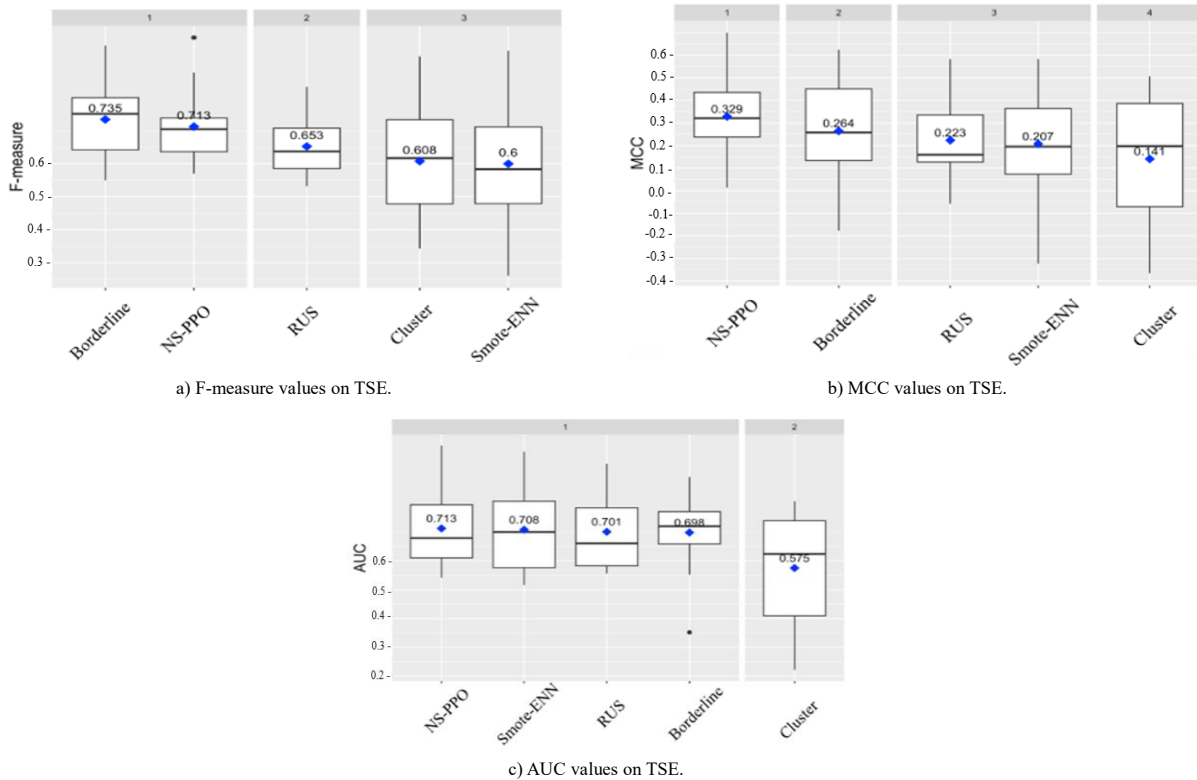 1 2 3
0.735 0.713 0.653 0.608 0.6
F-measure
0.6
0.5
0.4
0.3
Borderline NS-PPO RUS Cluster Smote-ENN
a) F-measure values on TSE.
1 2 3 4
0.329 0.264 0.223 0.207 0.141
MCC
0.6
0.5
0.4
0.3
0.2
0.1
0.0
-0.1
-0.2
-0.3
-0.4
NS-PPO Borderline RUS Smote-ENN Cluster
b) MCC values on TSE.
1 2
0.713 0.708 0.701 0.698 0.575
AUC
0.6
0.5
0.4
0.3
0.2
NS-PPO Smote-ENN RUS Borderline Cluster
c) AUC values on TSE.